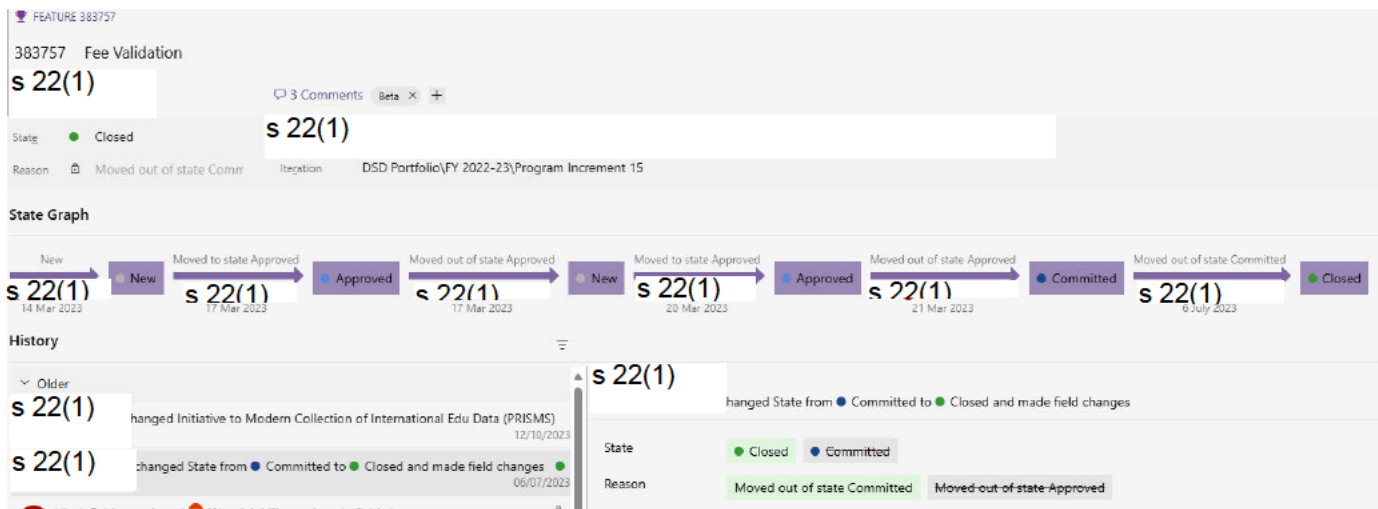 FEATURE 383757
383757 Fee Validation
s 22(1)
3 Comments Beta × +
State Closed
s 22(1)
Reason Moved out of state Comm
Iteration DSD Portfolio\FY 2022-23\Program Increment 15
State Graph
New Moved to state Approved Moved out of state Approved Moved to state Approved Moved out of state Approved Moved out of state Committed
New Approved New Approved Committed Closed
s 22(1) s 22(1) s 22(1) s 22(1) s 22(1) s 22(1)
14 Mar 2023 17 Mar 2023 17 Mar 2023 20 Mar 2023 21 Mar 2023 6 July 2023
History
Older
s 22(1)
hanged Initiative to Modern Collection of International Edu Data (PRISMS)
12/10/2023
s 22(1)
changed State from Committed to Closed and made field changes
06/07/2023
s 22(1)
hanged State from Committed to Closed and made field changes
State Closed Committed
Reason Moved out of state Committed Moved out of state Approved